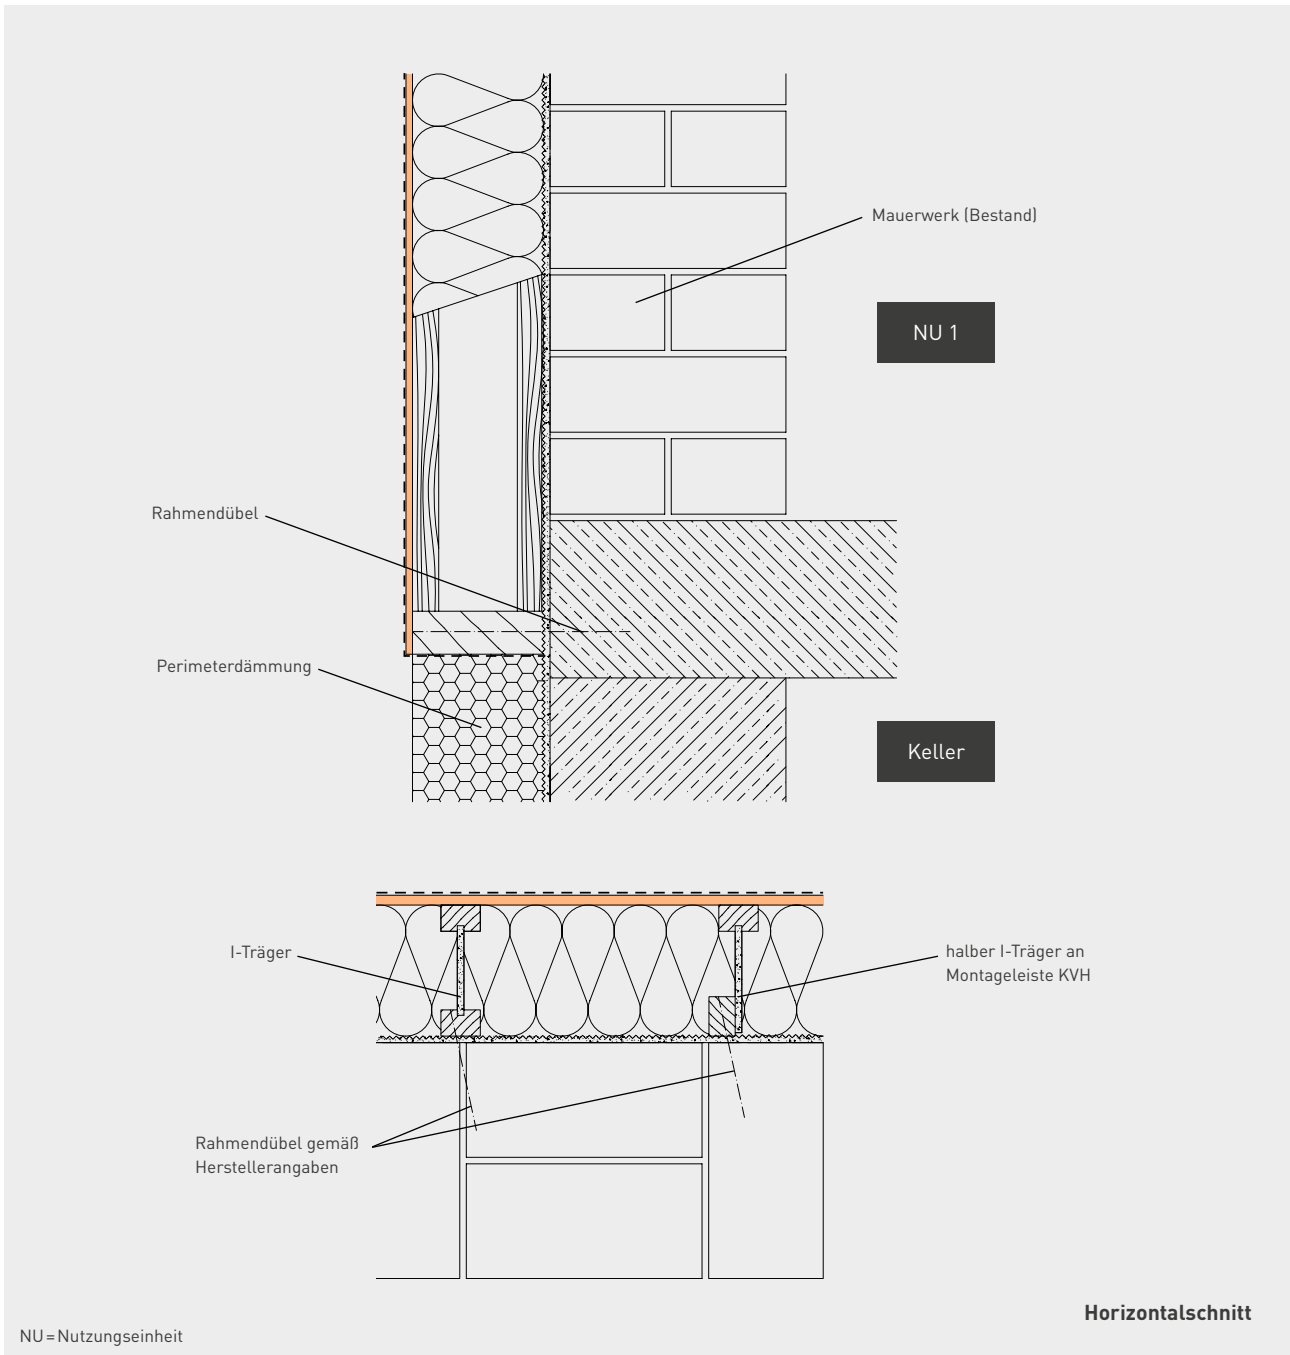 Mauerwerk (Bestand)
NU 1
Rahmendübel
Perimeterdämmung
Keller
I-Träger
halber I-Träger an
Montageleiste KVH
Rahmendübel gemäß
Herstellerangaben
Horizontalschnitt
NU=Nutzungseinheit